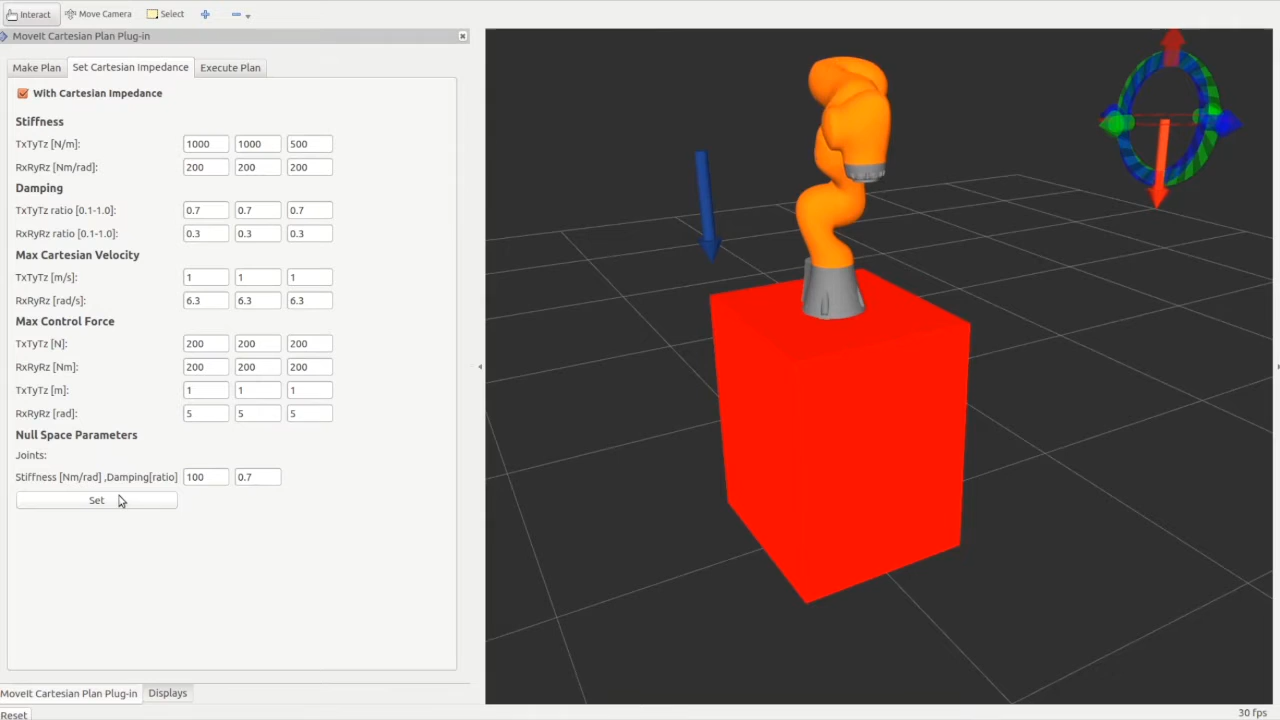 Interact Move Camera Select
MoveIt Cartesian Plan Plug-in
Make Plan Set Cartesian Impedance Execute Plan
With Cartesian Impedance
Stiffness
TxTyTz [N/m]: 1000 1000 500
RxRyRz [Nm/rad]: 200 200 200
Damping
TxTyTz ratio [0.1-1.0]: 0.7 0.7 0.7
RxRyRz ratio [0.1-1.0]: 0.3 0.3 0.3
Max Cartesian Velocity
TxTyTz [m/s]: 1 1 1
RxRyRz [rad/s]: 6.3 6.3 6.3
Max Control Force
TxTyTz [N]: 200 200 200
RxRyRz [Nm]: 200 200 200
TxTyTz [m]: 1 1 1
RxRyRz [rad]: 5 5 5
Null Space Parameters
Joints:
Stiffness [Nm/rad] ,Damping[ratio] 100 0.7
Set
MoveIt Cartesian Plan Plug-in Displays
Reset 30 fps